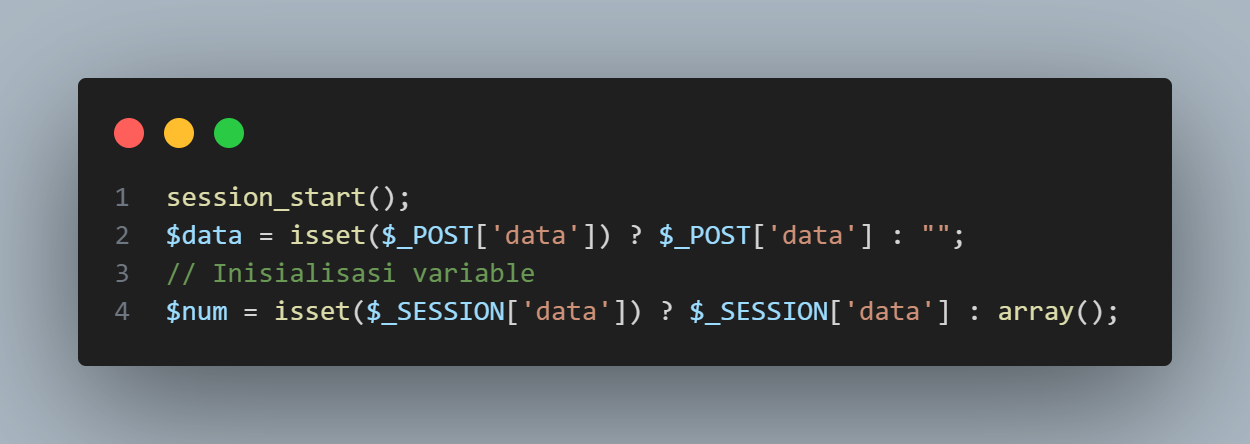 1 session_start();
2 $data = isset($_POST['data']) ? $_POST['data'] : "";
3 // Inisialisasi variable
4 $num = isset($_SESSION['data']) ? $_SESSION['data'] : array();